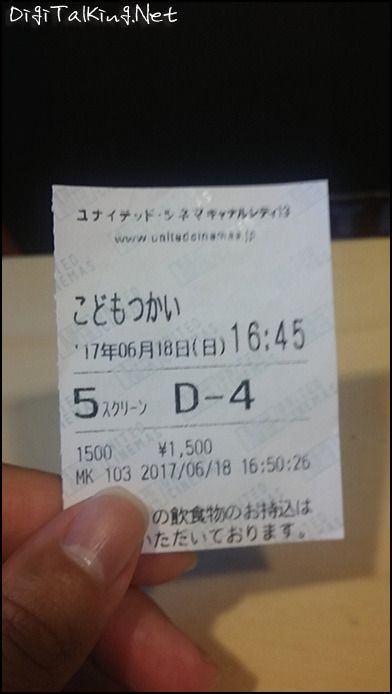 DigiTalking.Net
ユナイテッド・シネマキャナルシティ13
www.unitedcinemas.jp
こどもつかい
'17年06月18日(日) 16:45
5スクリーン D-4
1500 ¥1,500
MK 103 2017/06/18 16:50:26
の飲食物のお持込は
いただいております。
UNITED
CINEMAS